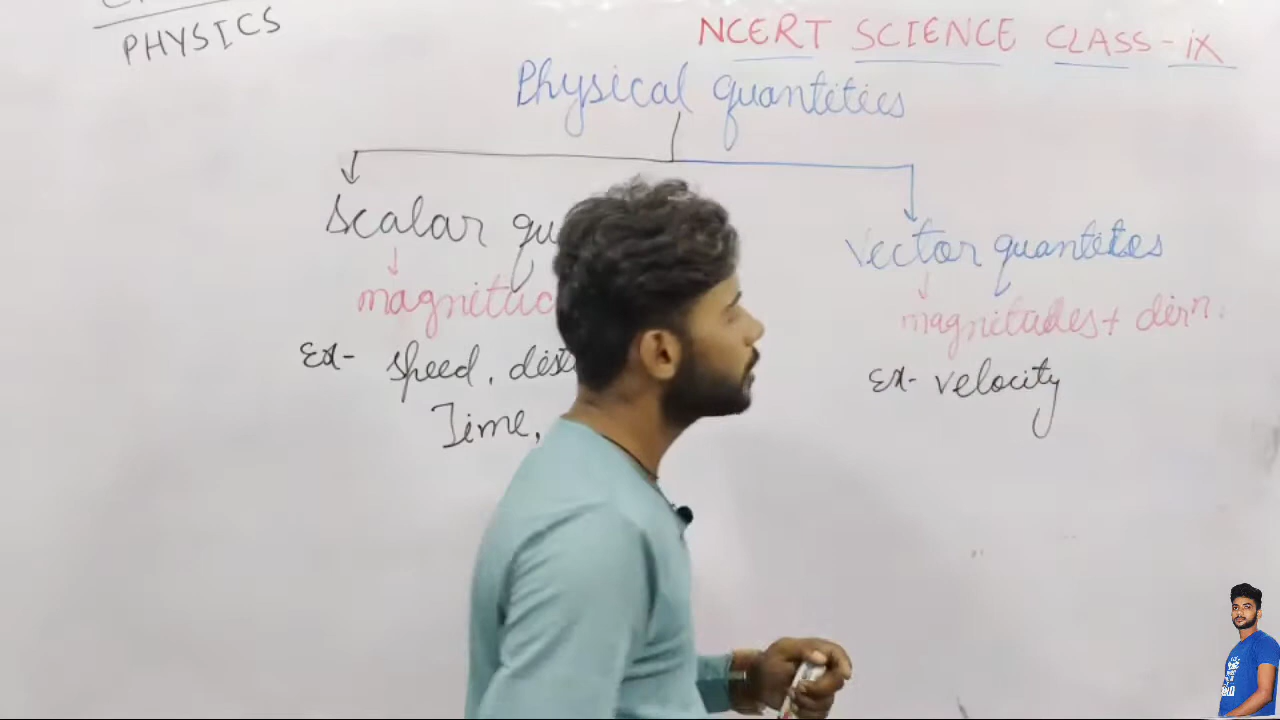 PHYSICS
NCERT SCIENCE CLASS-IX
Physical quantities
Scalar qu
Vector quantites
magnitud
magnitudes + dirn.
Ex- speed, dist
Ex- velocity
Time,